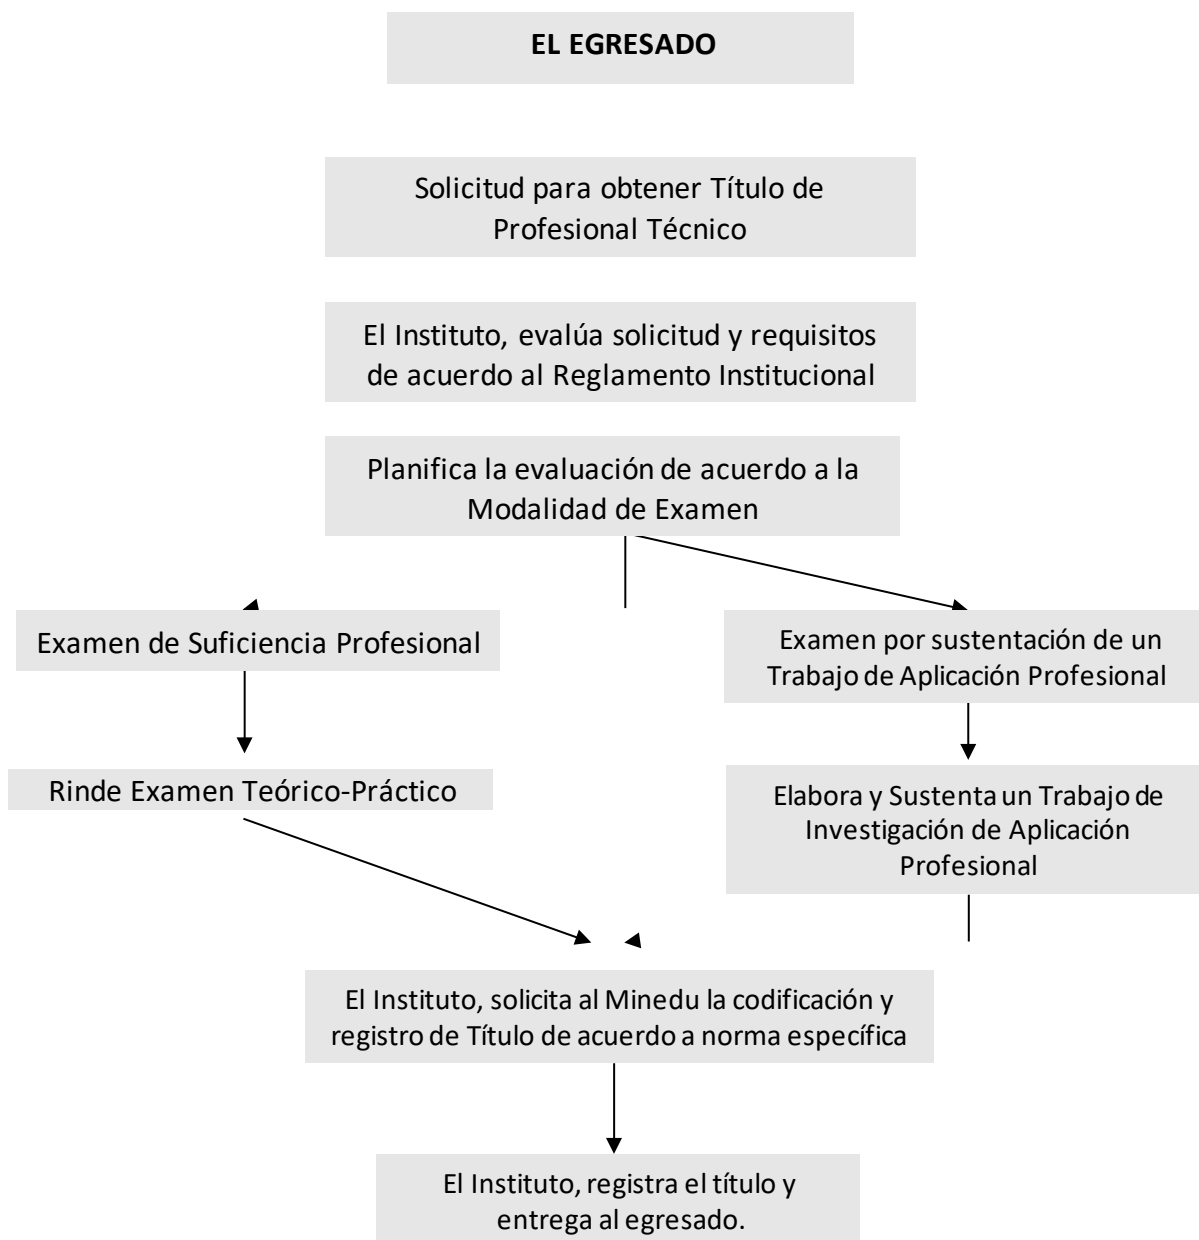 EL EGRESADO
Solicitud para obtener Título de
Profesional Técnico
El Instituto, evalúa solicitud y requisitos
de acuerdo al Reglamento Institucional
Planifica la evaluación de acuerdo a la
Modalidad de Examen
Examen de Suficiencia Profesional
Examen por sustentación de un
Trabajo de Aplicación Profesional
Rinde Examen Teórico-Práctico
Elabora y Sustenta un Trabajo de
Investigación de Aplicación
Profesional
El Instituto, solicita al Minedu la codificación y
registro de Título de acuerdo a norma específica
El Instituto, registra el título y
entrega al egresado.